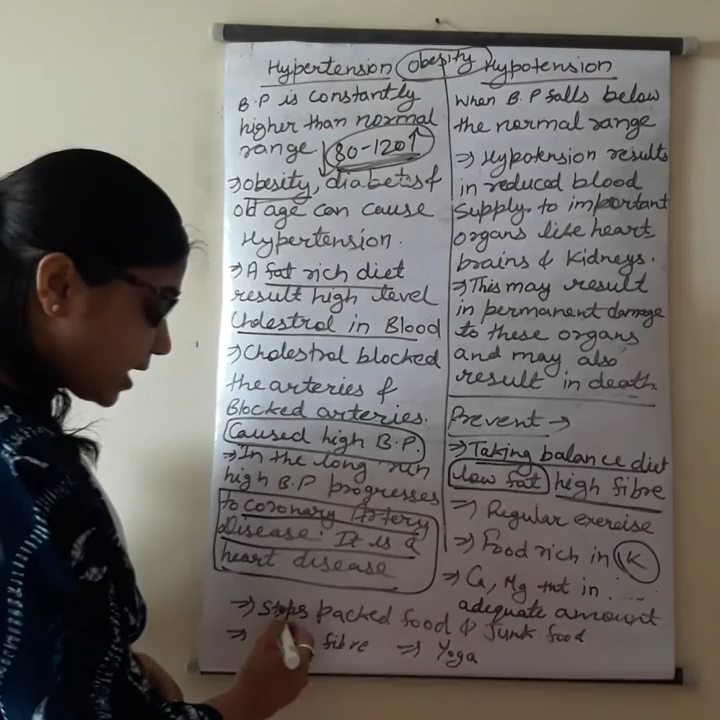 Hypertension Obesity Hypotension
B.P is constantly
higher than normal
range 80-120↑
⇒ obesity, diabetes &
old age can cause
Hypertension.
⇒ A fat rich diet
result high level
Cholestrol in Blood
⇒ Cholestrol blocked
the arteries &
Blocked arteries.
Caused high B.P.
⇒ In the long run
high B.P progresses
to coronary Artery
Disease. It is a
heart disease
When B.P falls below
the normal range
⇒ Hypotension results
in reduced blood
supply to important
organs like heart
brains & kidneys.
⇒ This may result
in permanent damage
to these organs
and may also
result in death.
Prevent →
⇒ Taking balance diet
low fat high fibre
⇒ Regular exercise
⇒ Food rich in K
⇒ Ca, Mg in ....
adequate amount
⇒ Stops packed food & junk food
⇒ fibre ⇒ Yoga